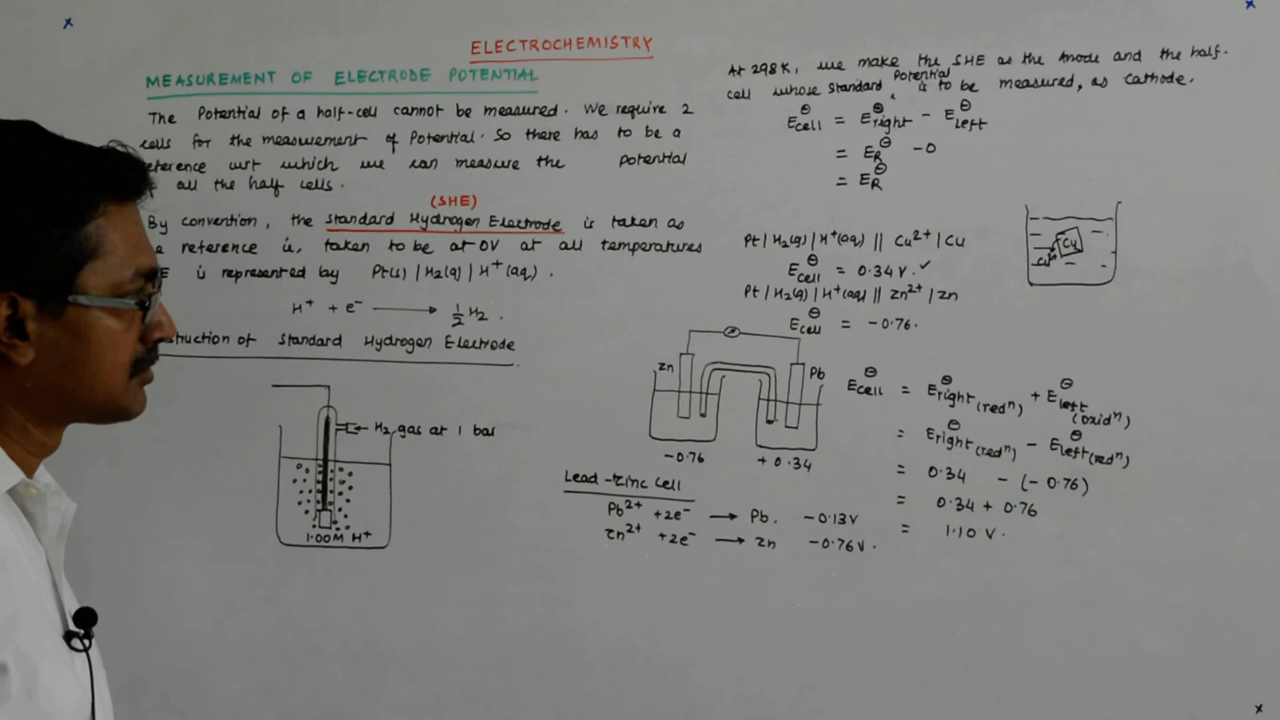 ELECTROCHEMISTRY
MEASUREMENT OF ELECTRODE POTENTIAL
The Potential of a half-cell cannot be measured. We require 2
cells for the measurement of Potential. So there has to be a
eference wrt which we can measure the potential
all the half cells.
(SHE)
By convention, the Standard Hydrogen Electrode is taken as
reference is, taken to be at 0V at all temperatures
E is represented by Pt(s) | H2(g) | H+(aq).
H+ + e- ⟶ 1/2 H2.
struction of Standard Hydrogen Electrode
H2 gas at 1 bar
1.00M H+
At 298K, we make the SHE as the Anode and the half-
cell whose standard Potential is to be measured, as Cathode.
E⊖cell = E⊖right - E⊖left
= E⊖R - 0
= E⊖R
Pt | H2(g) | H+(aq) || Cu2+ | Cu
E⊖cell = 0.34 V. ✓
Pt | H2(g) | H+(aq) || Zn2+ | Zn
E⊖cell = -0.76.
Cu
Zn
Pb
-0.76
+0.34
Lead-Zinc Cell
Pb2+ +2e- ⟶ Pb. -0.13V
Zn2+ +2e- ⟶ Zn -0.76V.
E⊖cell = E⊖right(redn) + E⊖left(oxidn)
= E⊖right(redn) - E⊖left(redn)
= 0.34 - (-0.76)
= 0.34 + 0.76
= 1.10 V.